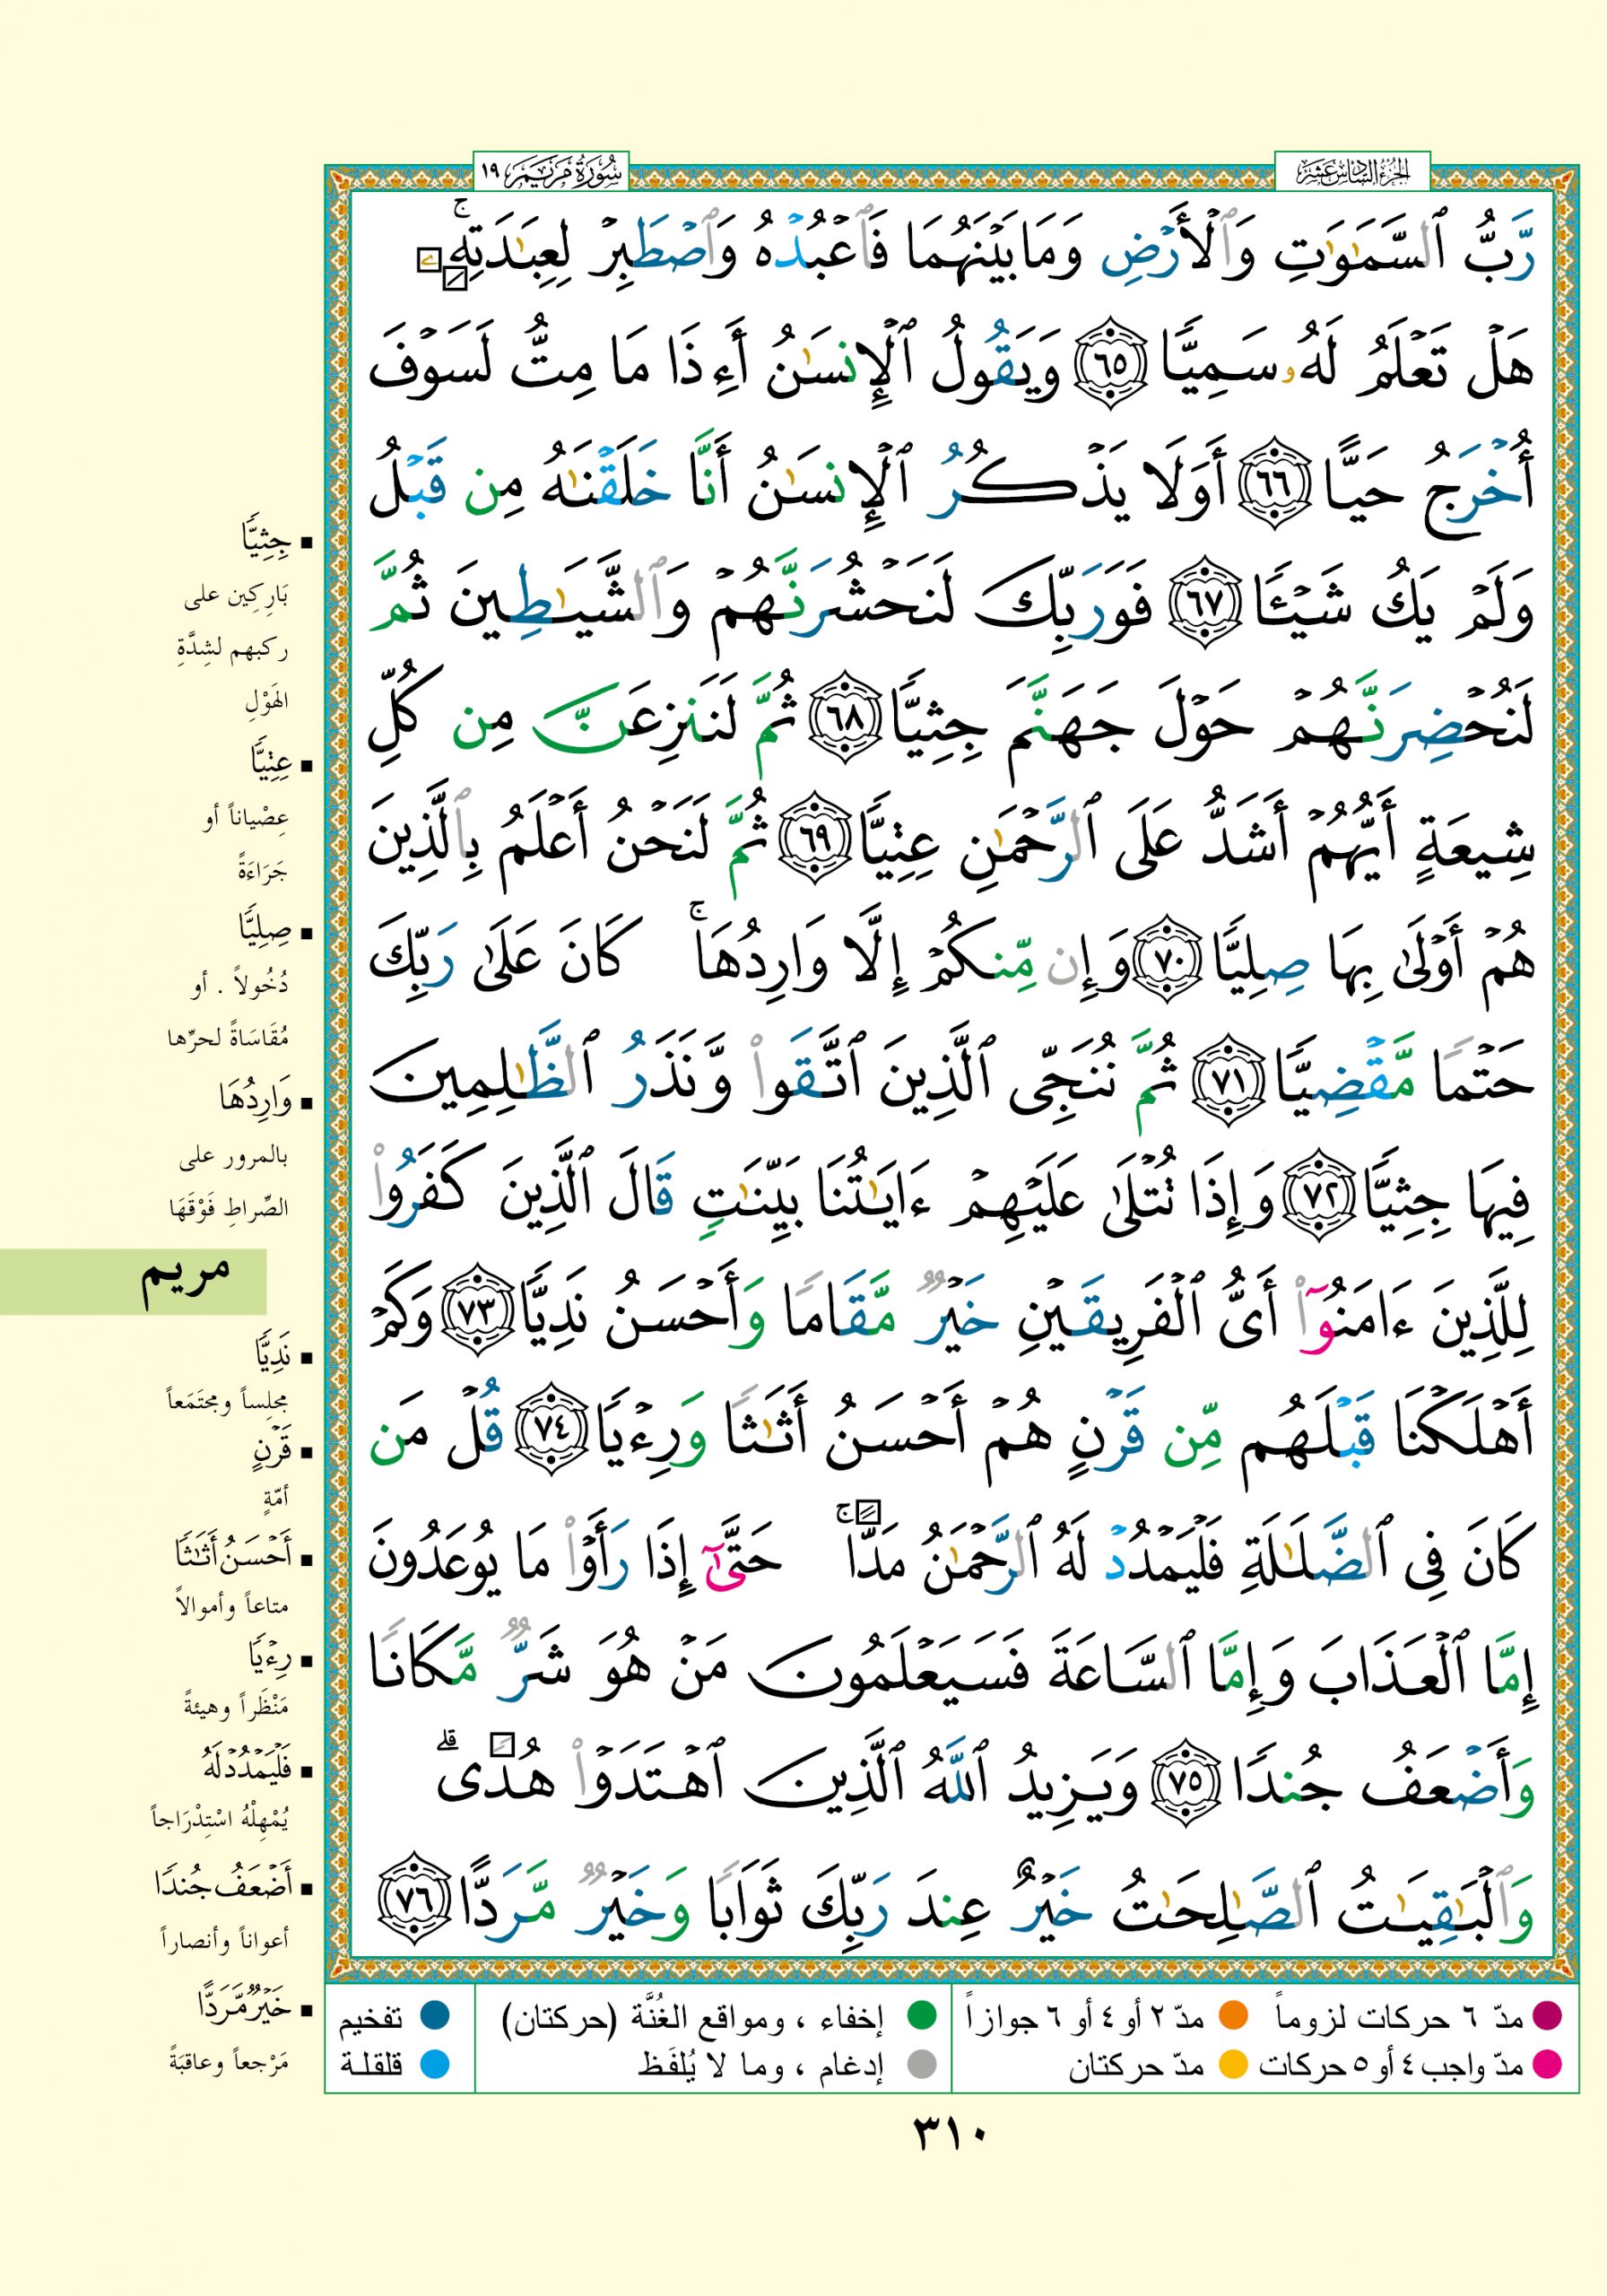 الجزء السادس عشر
سورة مريم ١٩
رَّبُّ ٱلسَّمَٰوَٰتِ وَٱلْأَرْضِ وَمَا بَيْنَهُمَا فَٱعْبُدْهُ وَٱصْطَبِرْ لِعِبَٰدَتِهِۦ ۚ
هَلْ تَعْلَمُ لَهُۥ سَمِيًّا ٦٥ وَيَقُولُ ٱلْإِنسَٰنُ أَءِذَا مَا مِتُّ لَسَوْفَ
أُخْرَجُ حَيًّا ٦٦ أَوَلَا يَذْكُرُ ٱلْإِنسَٰنُ أَنَّا خَلَقْنَٰهُ مِن قَبْلُ
وَلَمْ يَكُ شَيْـًٔا ٦٧ فَوَرَبِّكَ لَنَحْشُرَنَّهُمْ وَٱلشَّيَٰطِينَ ثُمَّ
لَنُحْضِرَنَّهُمْ حَوْلَ جَهَنَّمَ جِثِيًّا ٦٨ ثُمَّ لَنَنزِعَنَّ مِن كُلِّ
شِيعَةٍ أَيُّهُمْ أَشَدُّ عَلَى ٱلرَّحْمَٰنِ عِتِيًّا ٦٩ ثُمَّ لَنَحْنُ أَعْلَمُ بِٱلَّذِينَ
هُمْ أَوْلَىٰ بِهَا صِلِيًّا ٧٠ وَإِن مِّنكُمْ إِلَّا وَارِدُهَا ۚ كَانَ عَلَىٰ رَبِّكَ
حَتْمًا مَّقْضِيًّا ٧١ ثُمَّ نُنَجِّى ٱلَّذِينَ ٱتَّقَوا۟ وَّنَذَرُ ٱلظَّٰلِمِينَ
فِيهَا جِثِيًّا ٧٢ وَإِذَا تُتْلَىٰ عَلَيْهِمْ ءَايَٰتُنَا بَيِّنَٰتٍ قَالَ ٱلَّذِينَ كَفَرُوا۟
لِلَّذِينَ ءَامَنُوٓا۟ أَىُّ ٱلْفَرِيقَيْنِ خَيْرٌ مَّقَامًا وَأَحْسَنُ نَدِيًّا ٧٣ وَكَمْ
أَهْلَكْنَا قَبْلَهُم مِّن قَرْنٍ هُمْ أَحْسَنُ أَثَٰثًا وَرِءْيًا ٧٤ قُلْ مَن
كَانَ فِى ٱلضَّلَٰلَةِ فَلْيَمْدُدْ لَهُ ٱلرَّحْمَٰنُ مَدًّا ۚ حَتَّىٰٓ إِذَا رَأَوْا۟ مَا يُوعَدُونَ
إِمَّا ٱلْعَذَابَ وَإِمَّا ٱلسَّاعَةَ فَسَيَعْلَمُونَ مَنْ هُوَ شَرٌّ مَّكَانًا
وَأَضْعَفُ جُندًا ٧٥ وَيَزِيدُ ٱللَّهُ ٱلَّذِينَ ٱهْتَدَوْا۟ هُدًى ۗ
وَٱلْبَٰقِيَٰتُ ٱلصَّٰلِحَٰتُ خَيْرٌ عِندَ رَبِّكَ ثَوَابًا وَخَيْرٌ مَّرَدًّا ٧٦
جِثِيًّا
بَارِكِين على
ركبهم لشِدَّةِ
الهَوْلِ
عِتِيًّا
عِصْياناً أو
جَرَاءَةً
صِلِيًّا
دُخُولاً . أو
مُقَاسَاةً لحرِّها
وَارِدُهَا
بالمرور على
الصِّراطِ فَوْقَهَا
مريم
نَدِيًّا
مجلِساً ومجتَمَعاً
قَرْنٍ
أمّةٍ
أَحْسَنُ أَثَٰثًا
متاعاً وأموالاً
رِءْيًا
مَنْظَراً وهيئةً
فَلْيَمْدُدْ لَهُ
يُمْهِلْهُ اسْتِدْرَاجاً
أَضْعَفُ جُندًا
أعواناً وأنصاراً
خَيْرٌ مَّرَدًّا
مَرْجعاً وعاقبَةً
مدّ ٦ حركات لزوماً مدّ ٢ أو ٤ أو ٦ جوازاً إخفاء ، ومواقع الغُنَّة (حركتان) تفخيم
مدّ واجب ٤ أو ٥ حركات مدّ حركتان إدغام ، وما لا يُلفَظ قلقلة
٣١٠